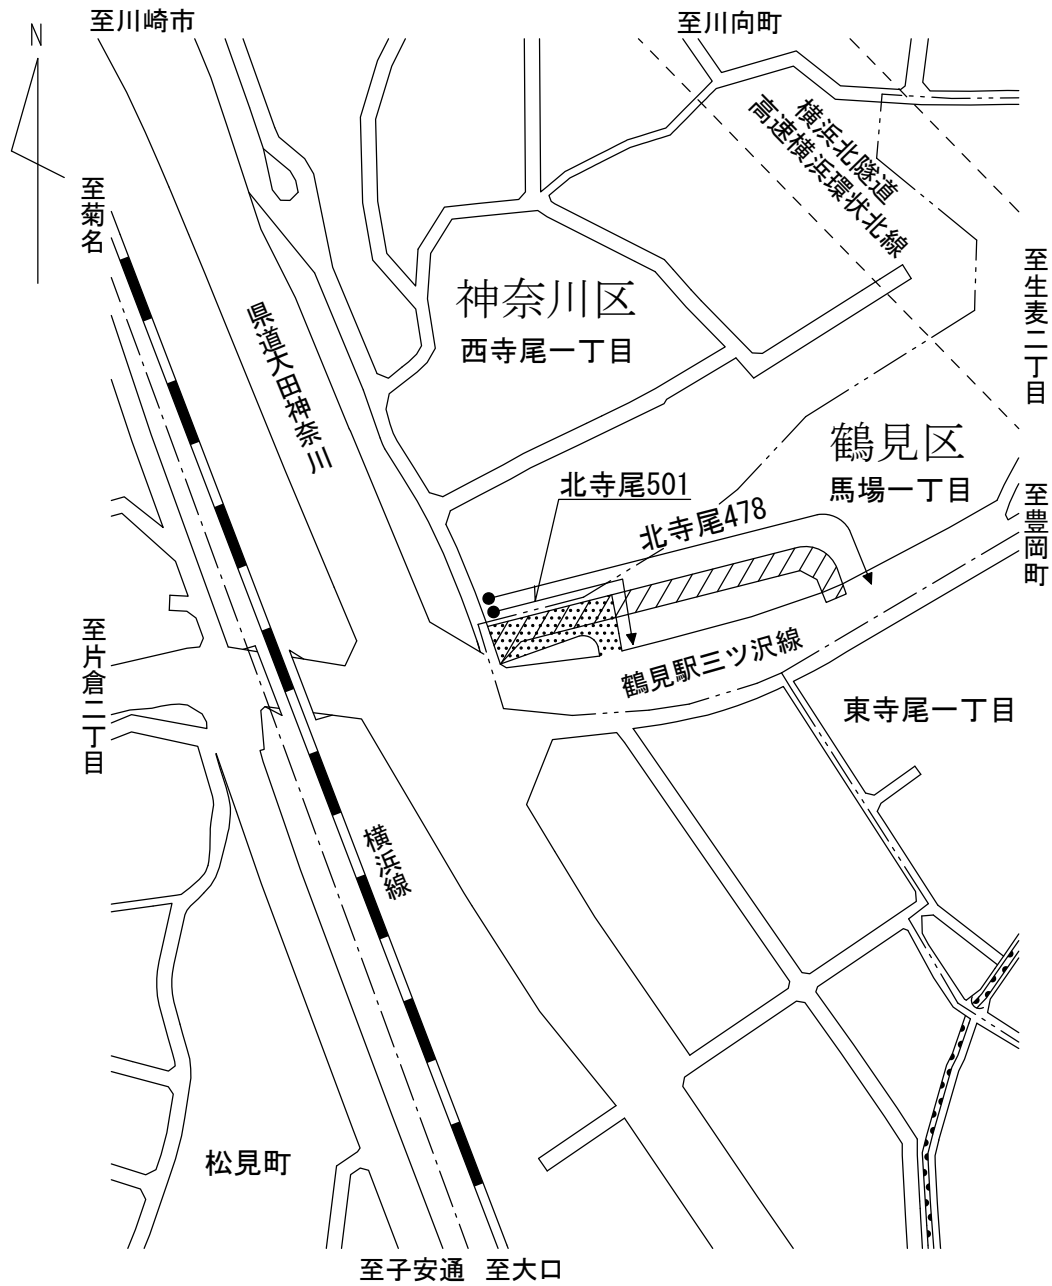 至川崎市
至川向町
N
至菊名
横浜北隧道
高速横浜環状北線
至生麦二丁目
県道大田神奈川
神奈川区
西寺尾一丁目
鶴見区
馬場一丁目
北寺尾501
北寺尾478
至豊岡町
至片倉二丁目
鶴見駅三ツ沢線
東寺尾一丁目
横浜線
松見町
至子安通
至大口